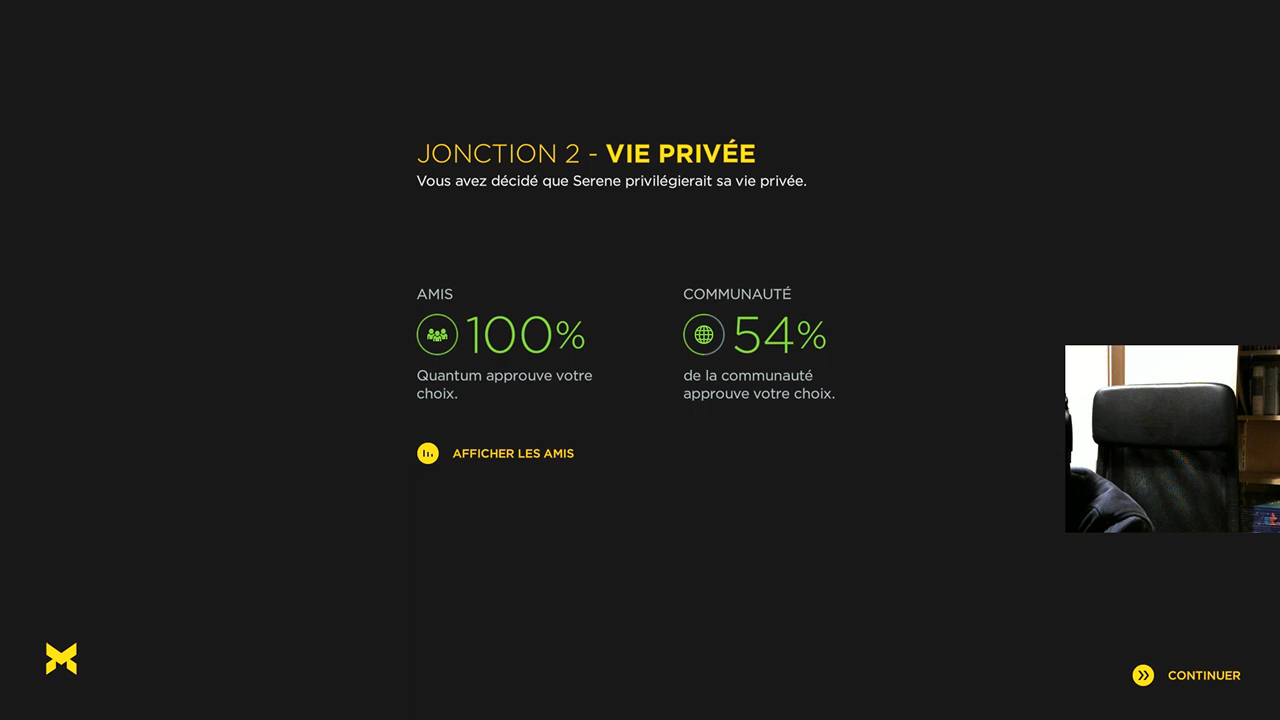 JONCTION 2 - VIE PRIVÉE
Vous avez décidé que Serene privilégierait sa vie privée.
AMIS
100%
Quantum approuve votre
choix.
COMMUNAUTÉ
54%
de la communauté
approuve votre choix.
AFFICHER LES AMIS
CONTINUER